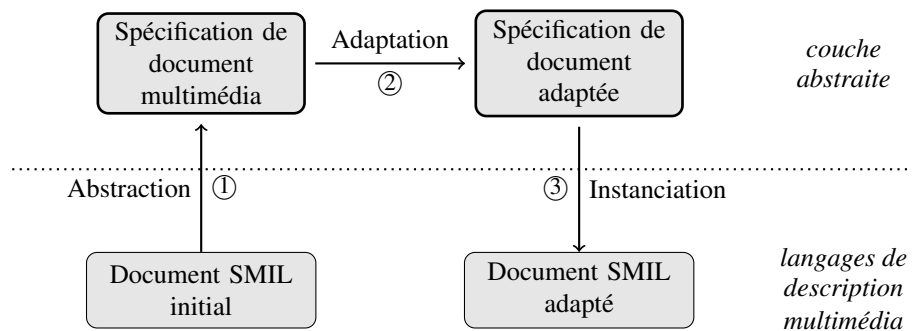 Spécification de
document
multimédia
Adaptation
②
Spécification de
document
adaptée
couche
abstraite
Abstraction
①
③
Instanciation
Document SMIL
initial
Document SMIL
adapté
langages de
description
multimédia